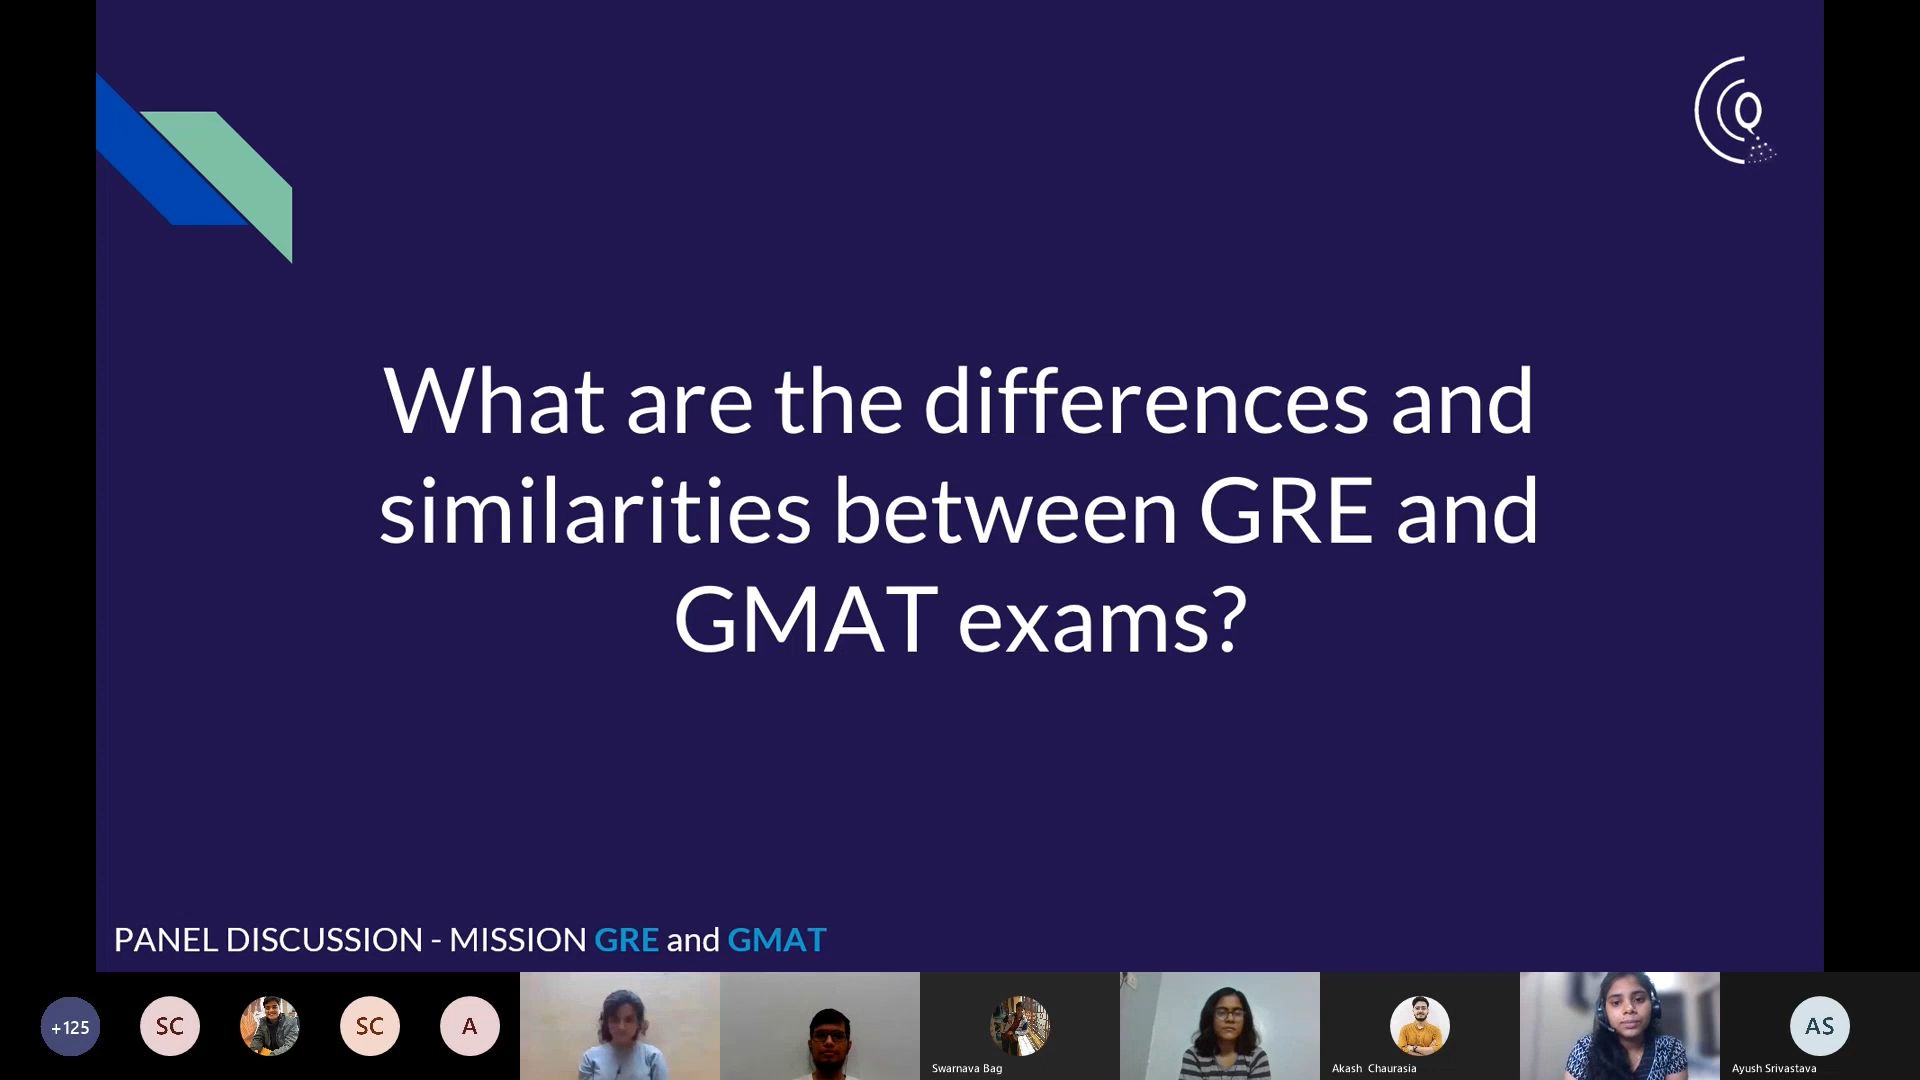 Q
What are the differences and
similarities between GRE and
GMAT exams?
PANEL DISCUSSION - MISSION GRE and GMAT
+125
SC
SC
A
Swarnava Bag
Akash Chaurasia
AS
Ayush Srivastava